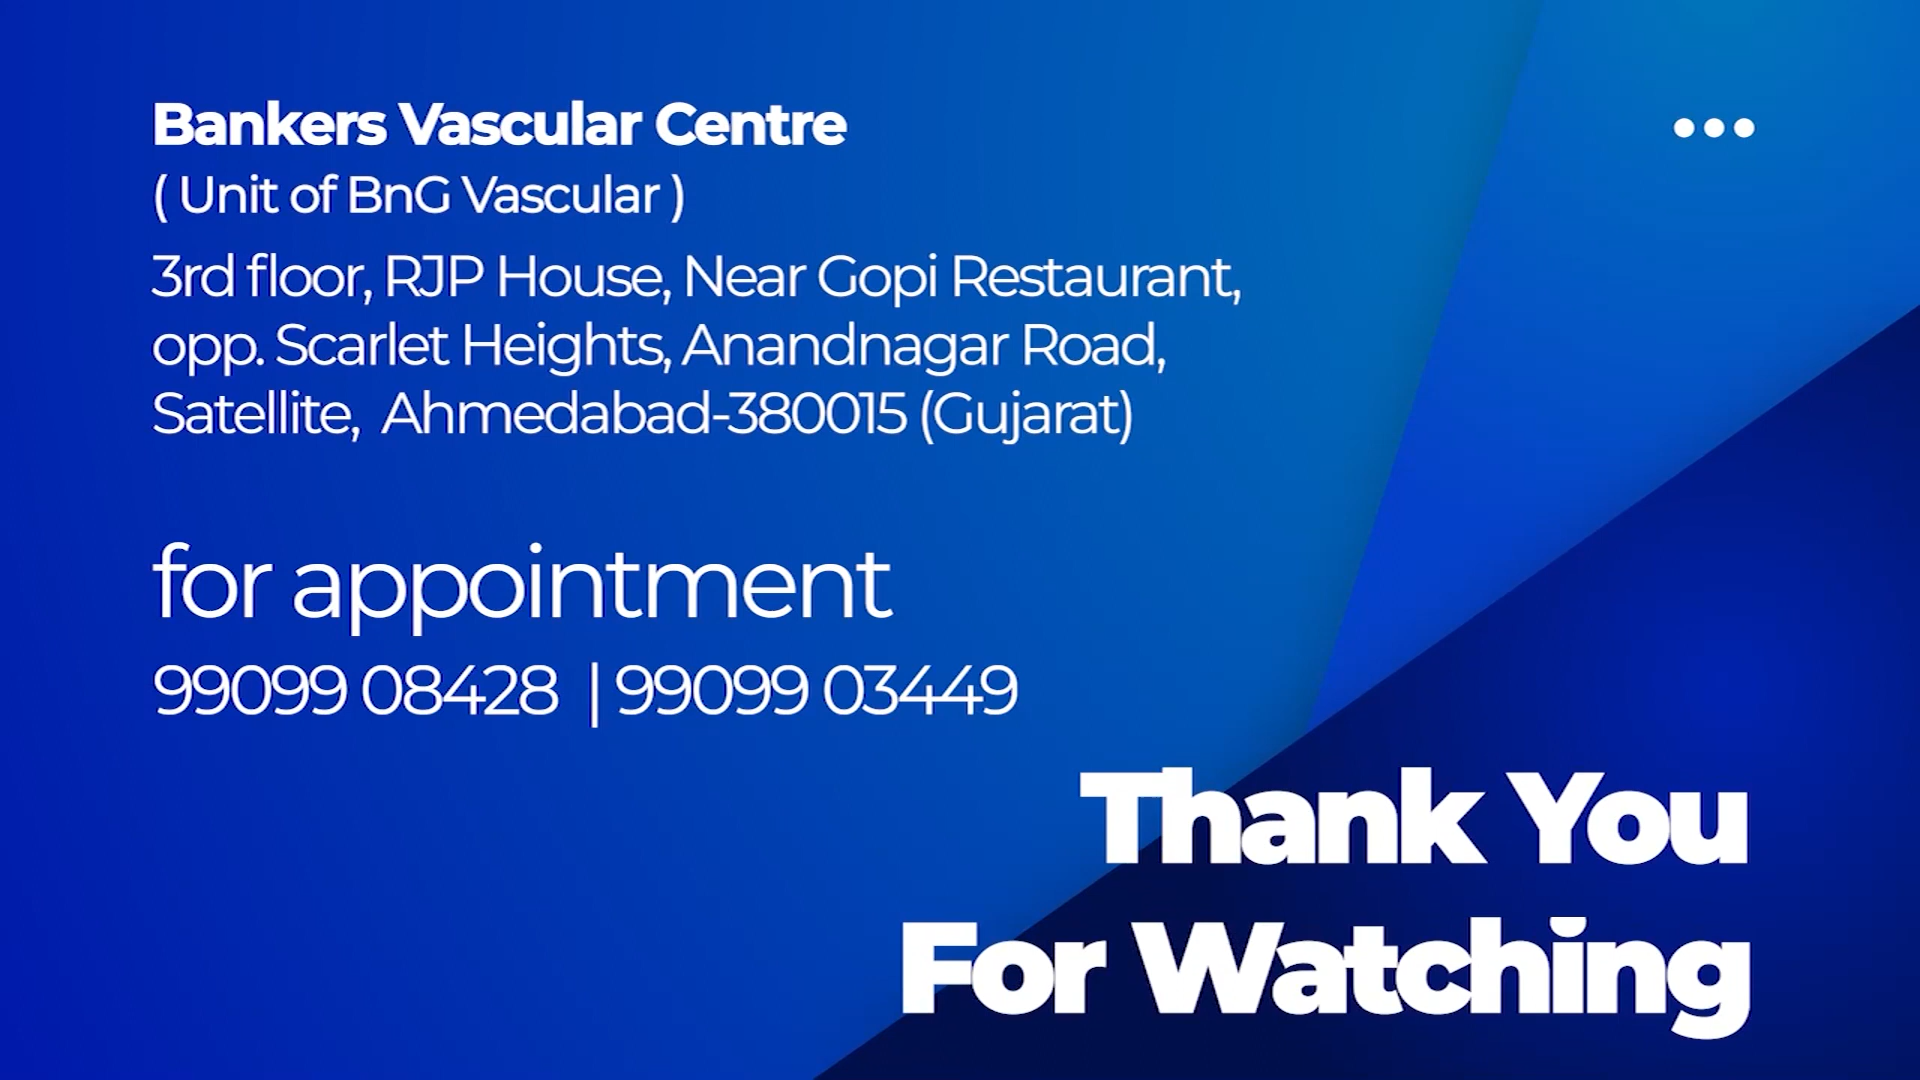 Bankers Vascular Centre
( Unit of BnG Vascular )
3rd floor, RJP House, Near Gopi Restaurant,
opp. Scarlet Heights, Anandnagar Road,
Satellite, Ahmedabad-380015 (Gujarat)
for appointment
99099 08428 | 99099 03449
Thank You
For Watching